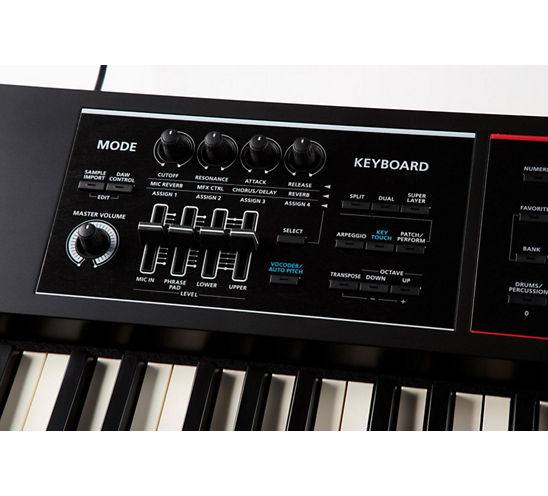 MODE
SAMPLE IMPORT
DAW CONTROL
EDIT
MASTER VOLUME
CUTOFF RESONANCE ATTACK RELEASE
MIC REVERB MFX CTRL CHORUS/DELAY REVERB
ASSIGN 1 ASSIGN 2 ASSIGN 3 ASSIGN 4
SELECT
VOCODER/
AUTO PITCH
MIC IN PHRASE PAD LOWER UPPER
LEVEL
KEYBOARD
SPLIT DUAL SUPER LAYER
ARPEGGIO KEY TOUCH PATCH/PERFORM
OCTAVE
TRANSPOSE DOWN UP
- +
NUMERI
FAVORITE
BANK
DRUMS/
PERCUSSION
0